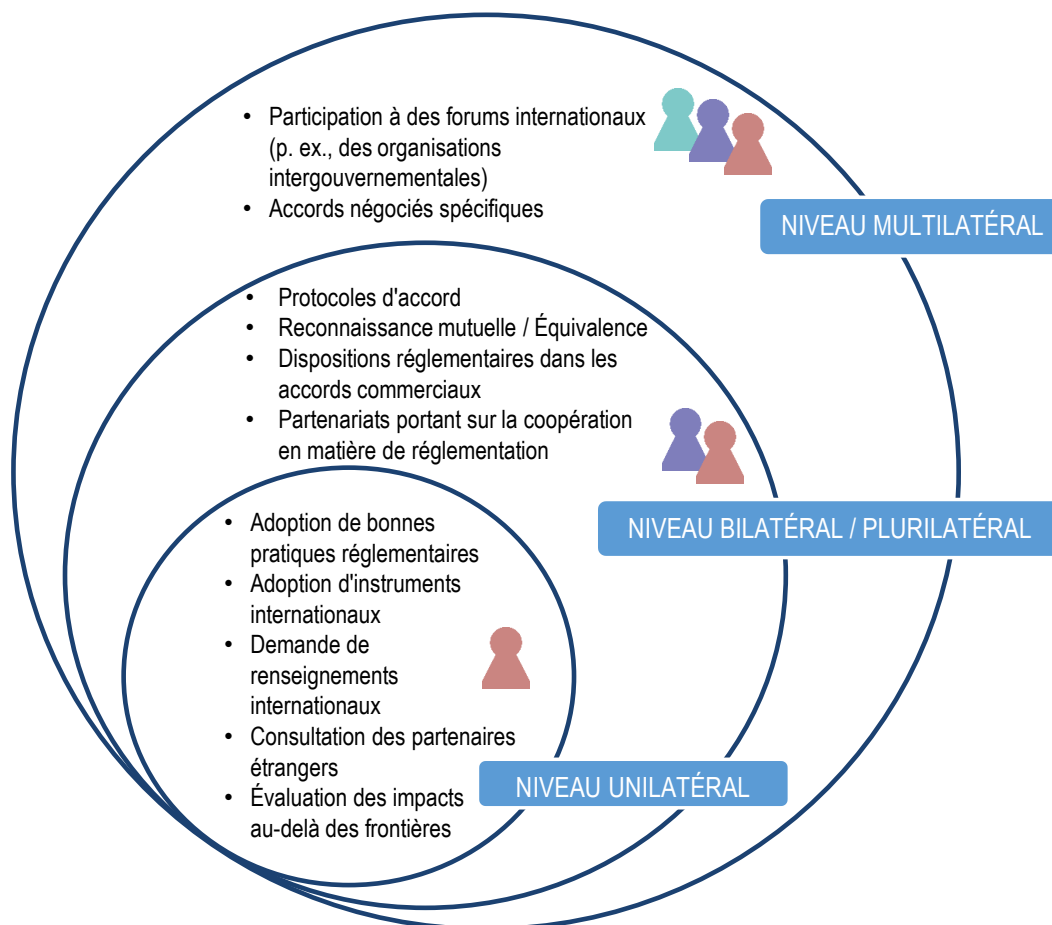 • Participation à des forums internationaux
(p. ex., des organisations
intergouvernementales)
• Accords négociés spécifiques
NIVEAU MULTILATÉRAL
• Protocoles d'accord
• Reconnaissance mutuelle / Équivalence
• Dispositions réglementaires dans les
accords commerciaux
• Partenariats portant sur la coopération
en matière de réglementation
NIVEAU BILATÉRAL / PLURILATÉRAL
• Adoption de bonnes
pratiques réglementaires
• Adoption d'instruments
internationaux
• Demande de
renseignements
internationaux
• Consultation des partenaires
étrangers
• Évaluation des impacts
au-delà des frontières
NIVEAU UNILATÉRAL